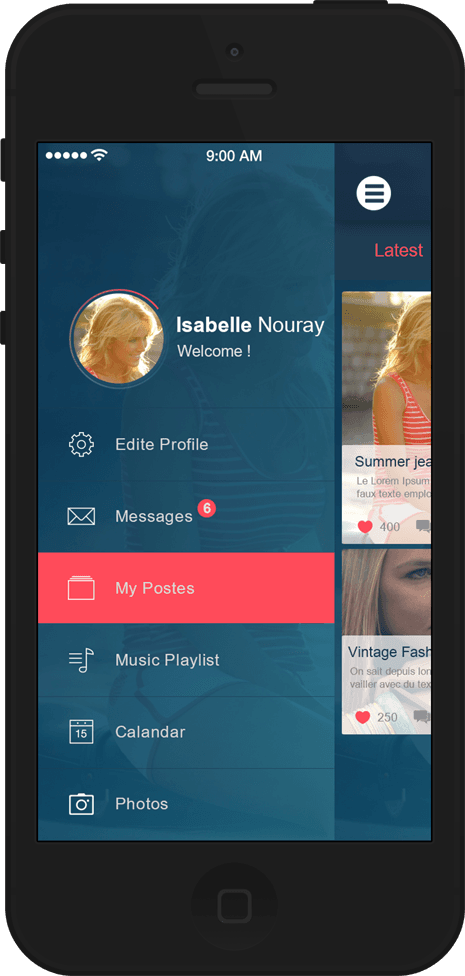 9:00 AM
Latest
Isabelle Nouray
Welcome !
Edite Profile
Messages 6
My Postes
Music Playlist
15
Calandar
Photos
Summer jea
Le Lorem Ipsum
faux texte emplo
400
Vintage Fash
On sait depuis lon
vailler avec du tex
250